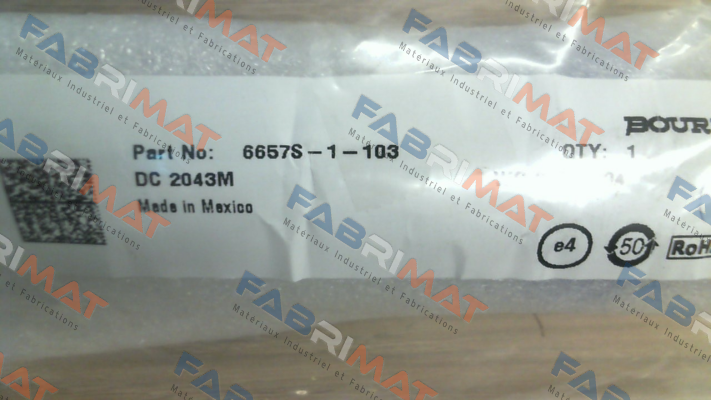 BOUR
Part No: 6657S-1-103
QTY: 1
DC 2043M
Made in Mexico
e4
50
RoH
FABRIMAT
Matériaux Industriel et Fabrications